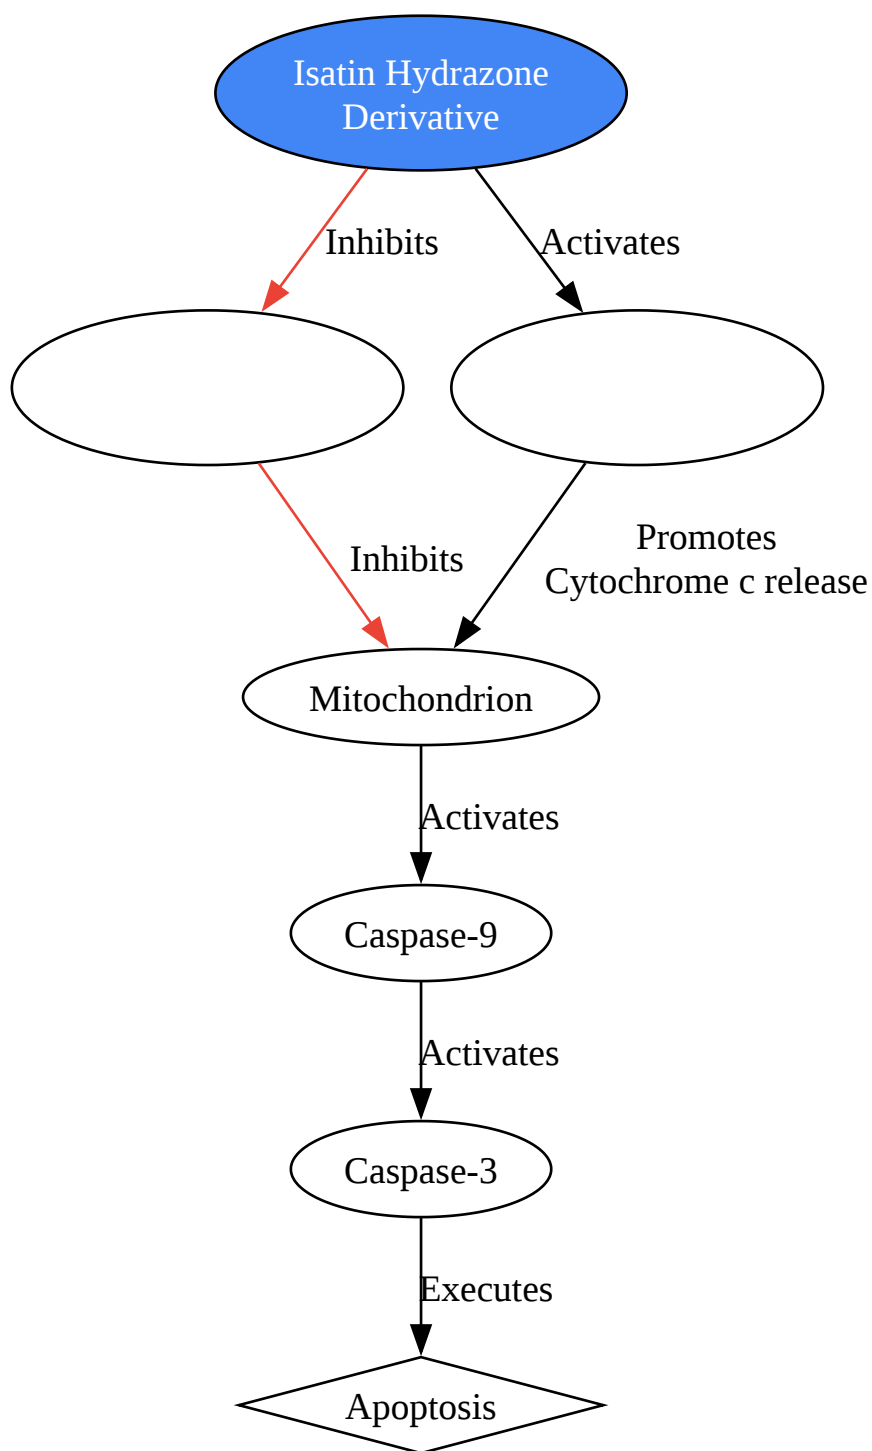 Isatin Hydrazone
Derivative
Inhibits
Activates
Inhibits
Promotes
Cytochrome c release
Mitochondrion
Activates
Caspase-9
Activates
Caspase-3
Executes
Apoptosis